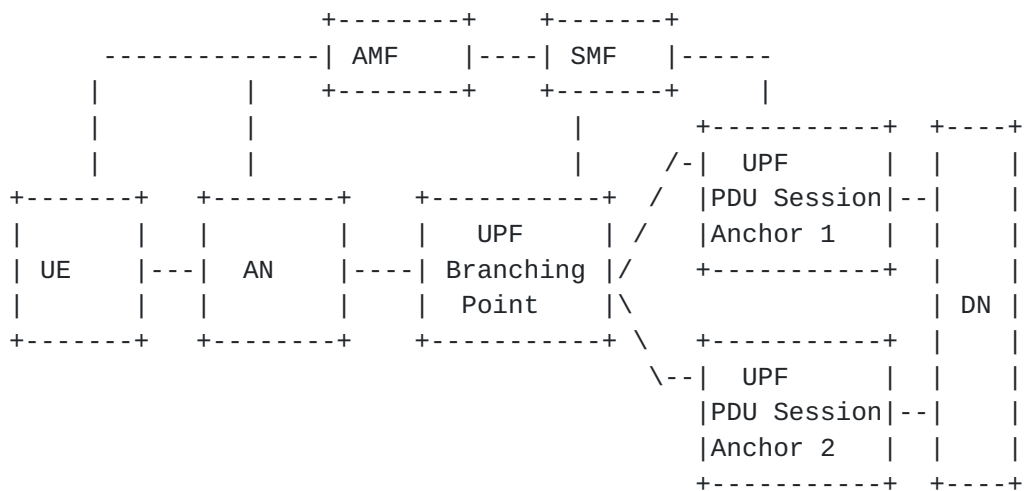 AMF SMF
UPF
PDU Session
UPF Anchor 1
UE AN Branching
Point DN
UPF
PDU Session
Anchor 2